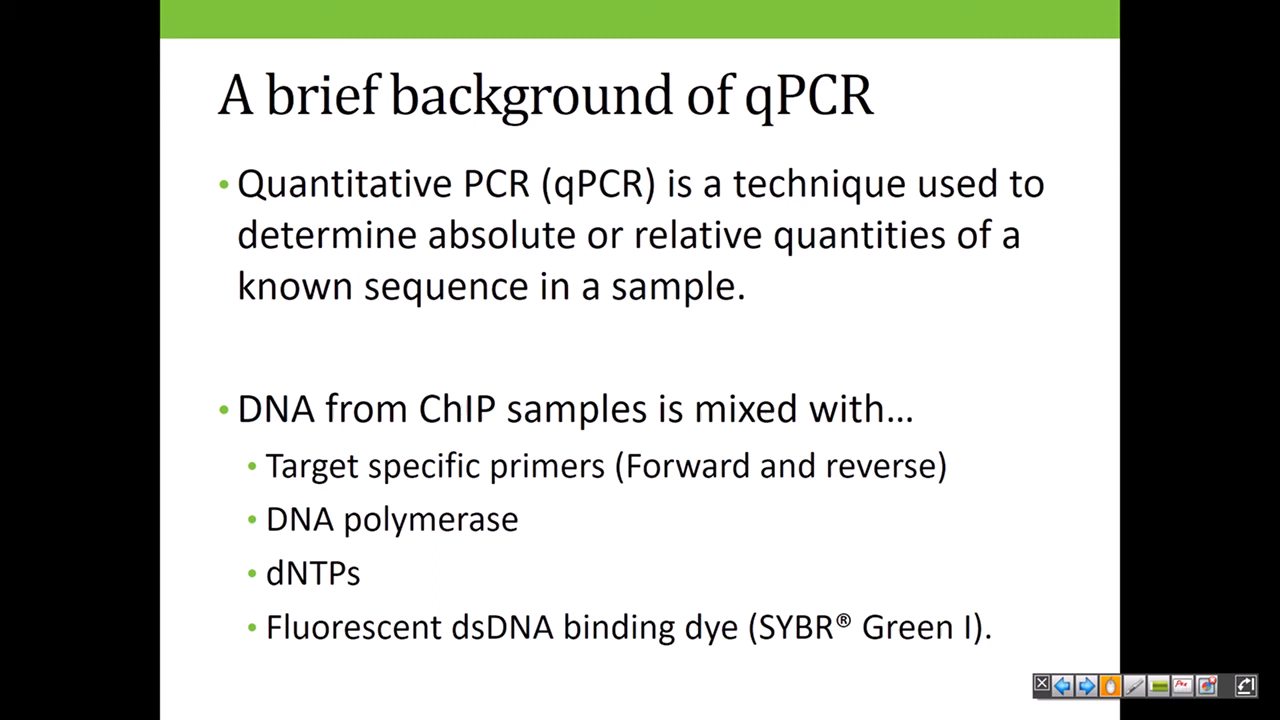 A brief background of qPCR
• Quantitative PCR (qPCR) is a technique used to
determine absolute or relative quantities of a
known sequence in a sample.
• DNA from ChIP samples is mixed with…
• Target specific primers (Forward and reverse)
• DNA polymerase
• dNTPs
• Fluorescent dsDNA binding dye (SYBR® Green I).